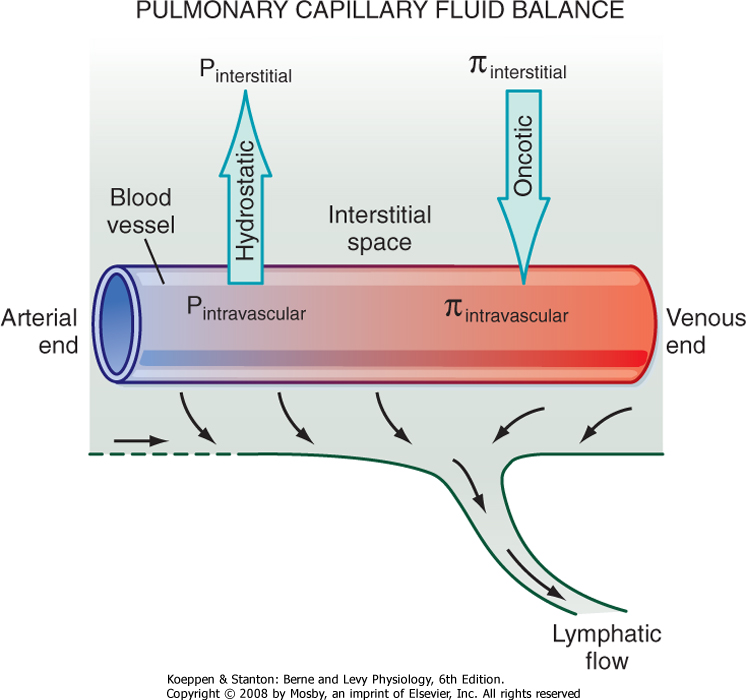 PULMONARY CAPILLARY FLUID BALANCE
Pinterstitial
πinterstitial
Hydrostatic
Oncotic
Blood
vessel
Interstitial
space
Arterial
end
Pintravascular
πintravascular
Venous
end
Lymphatic
flow
Koeppen & Stanton: Berne and Levy Physiology, 6th Edition.
Copyright © 2008 by Mosby, an imprint of Elsevier, Inc. All rights reserved